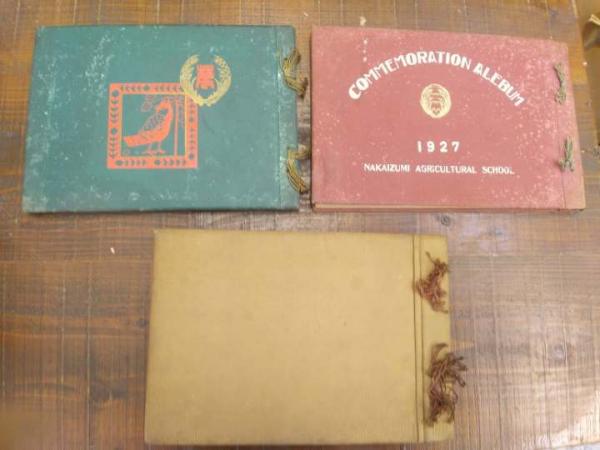 COMMEMORATION ALEBUM
1927
NAKAIZUMI AGRICULTURAL SCHOOL